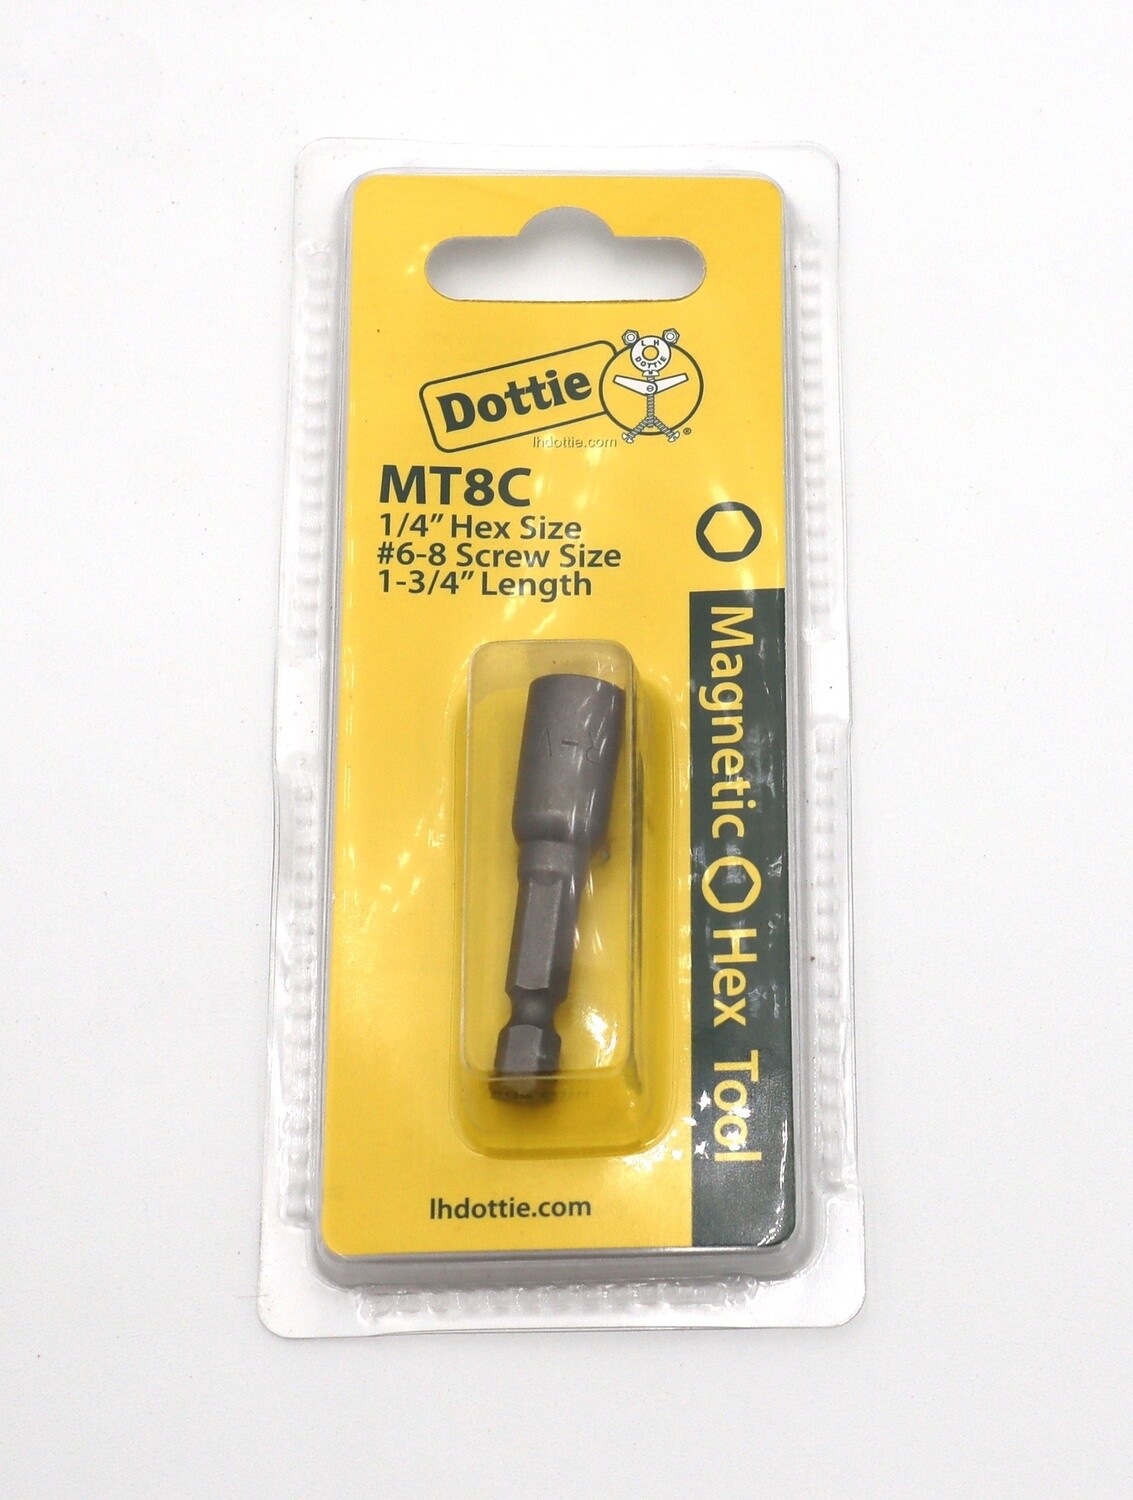 L H
DOTTIE
Dottie
®
lhdottie.com
MT8C
1/4” Hex Size
#6-8 Screw Size
1-3/4” Length
Magnetic Hex Tool
lhdottie.com